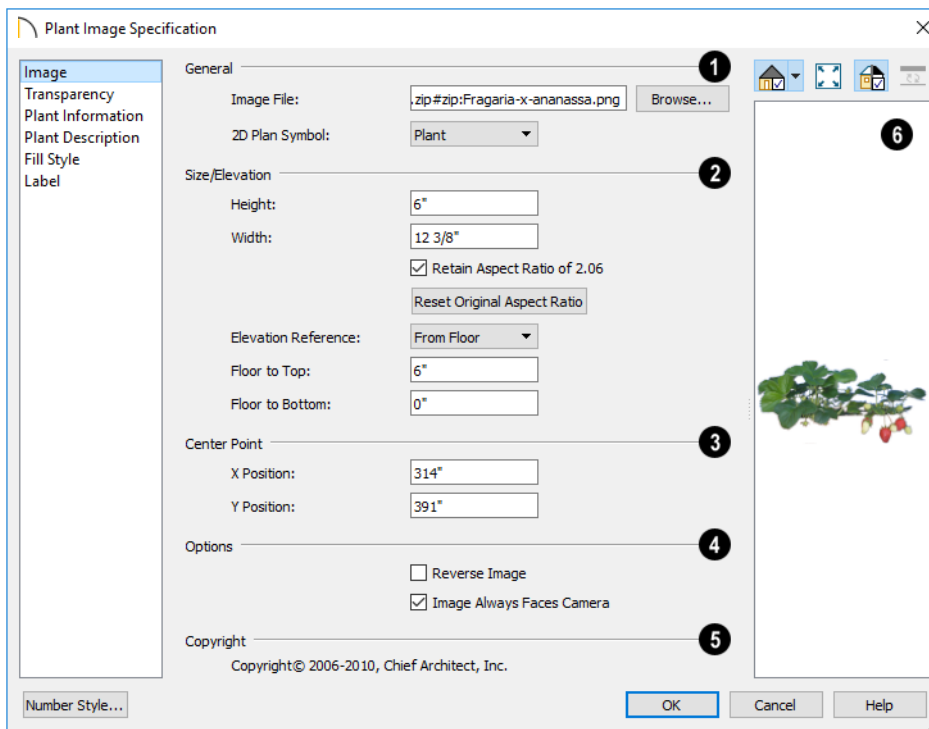 Plant Image Specification
Image
Transparency
Plant Information
Plant Description
Fill Style
Label
General
1
Image File:
.zip#zip:Fragaria-x-ananassa.png
Browse...
2D Plan Symbol:
Plant
Size/Elevation
2
Height:
6"
Width:
12 3/8"
Retain Aspect Ratio of 2.06
Reset Original Aspect Ratio
Elevation Reference:
From Floor
Floor to Top:
6"
Floor to Bottom:
0"
Center Point
3
X Position:
314"
Y Position:
391"
Options
4
Reverse Image
Image Always Faces Camera
Copyright
5
Copyright© 2006-2010, Chief Architect, Inc.
6
Number Style...
OK
Cancel
Help